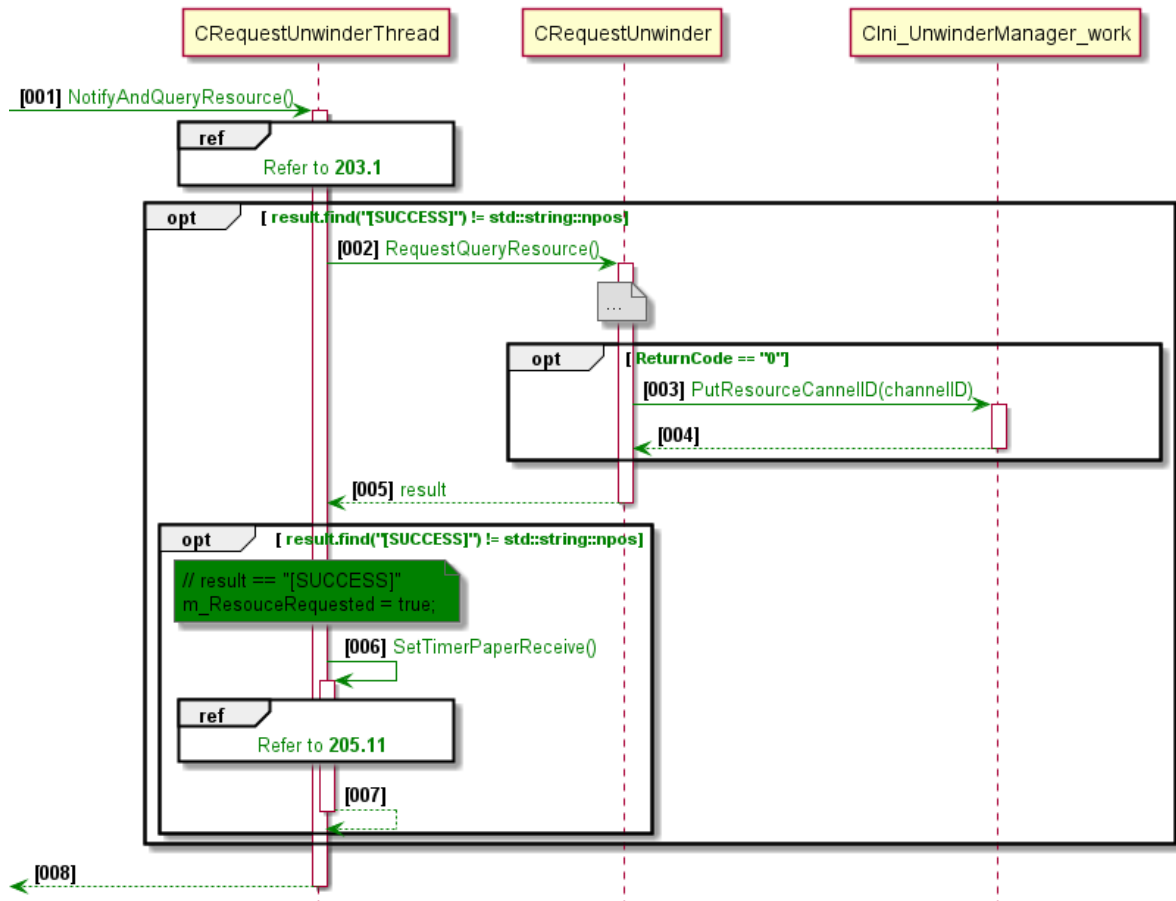 CRequestUnwinderThread
CRequestUnwinder
CIni_UnwinderManager_work
[001] NotifyAndQueryResource()
ref
Refer to 203.1
opt [ result.find("[SUCCESS]") != std::string::npos]
[002] RequestQueryResource()
...
opt [ ReturnCode == "0"]
[003] PutResourceCannelID(channelID)
[004]
[005] result
opt [ result.find("[SUCCESS]") != std::string::npos]
// result == "[SUCCESS]"
m_ResouceRequested = true;
[006] SetTimerPaperReceive()
ref
Refer to 205.11
[007]
[008]